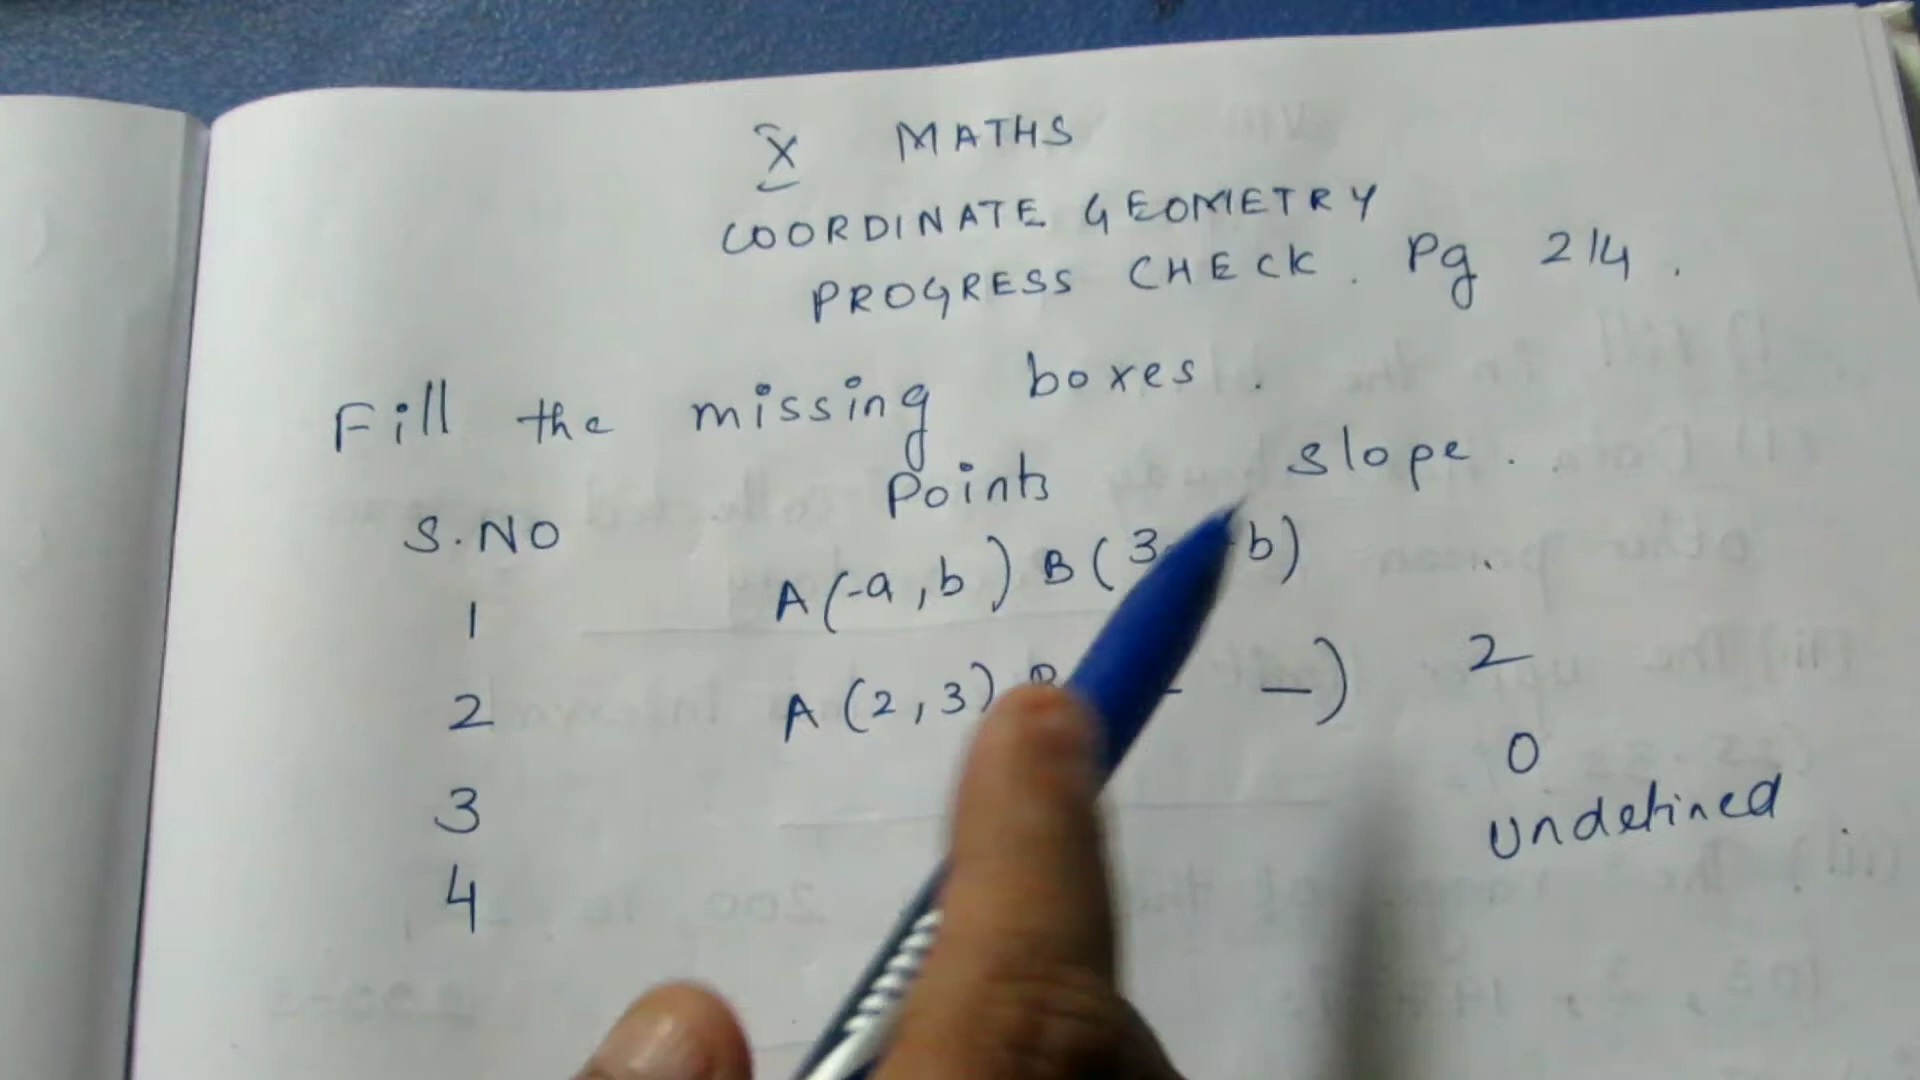 X MATHS
COORDINATE GEOMETRY
PROGRESS CHECK. Pg 214.
Fill the missing boxes.
S.NO Points slope.
1 A(-a, b) B(3 b)
2 A(2,3) - -) 2
3 0
4 undefined